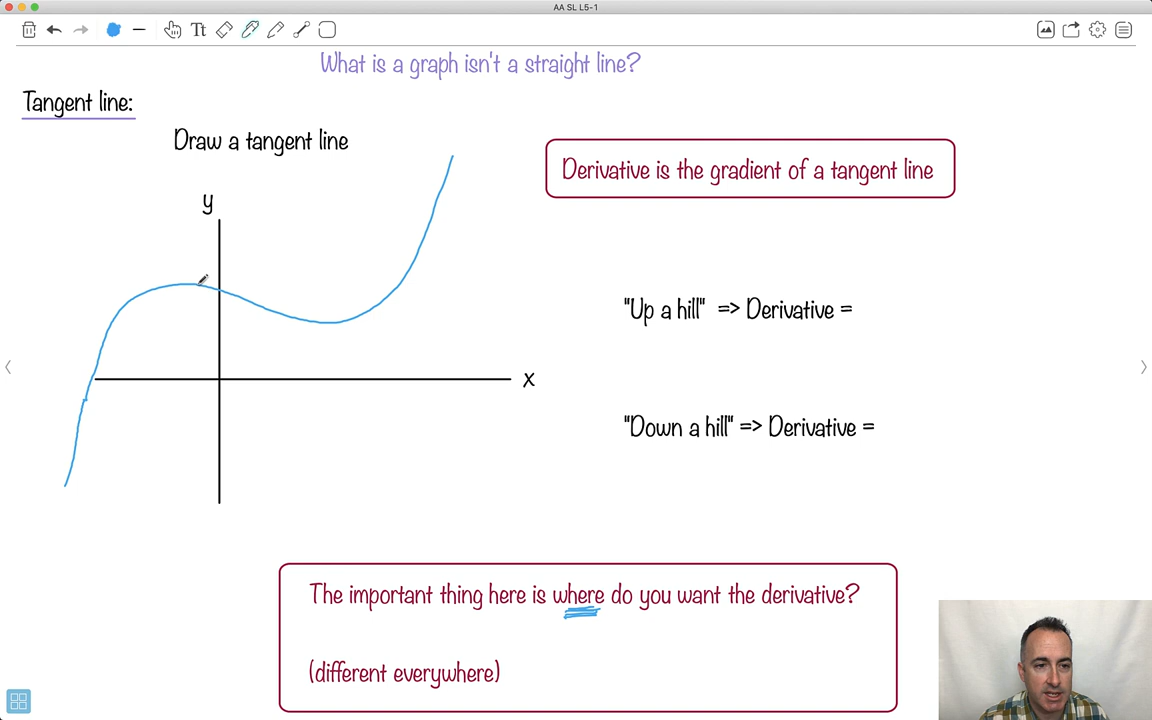 AA SL L5-1
Tt
What is a graph isn't a straight line?
Tangent line:
Draw a tangent line
Derivative is the gradient of a tangent line
y
"Up a hill" => Derivative =
x
"Down a hill" => Derivative =
The important thing here is where do you want the derivative?
(different everywhere)